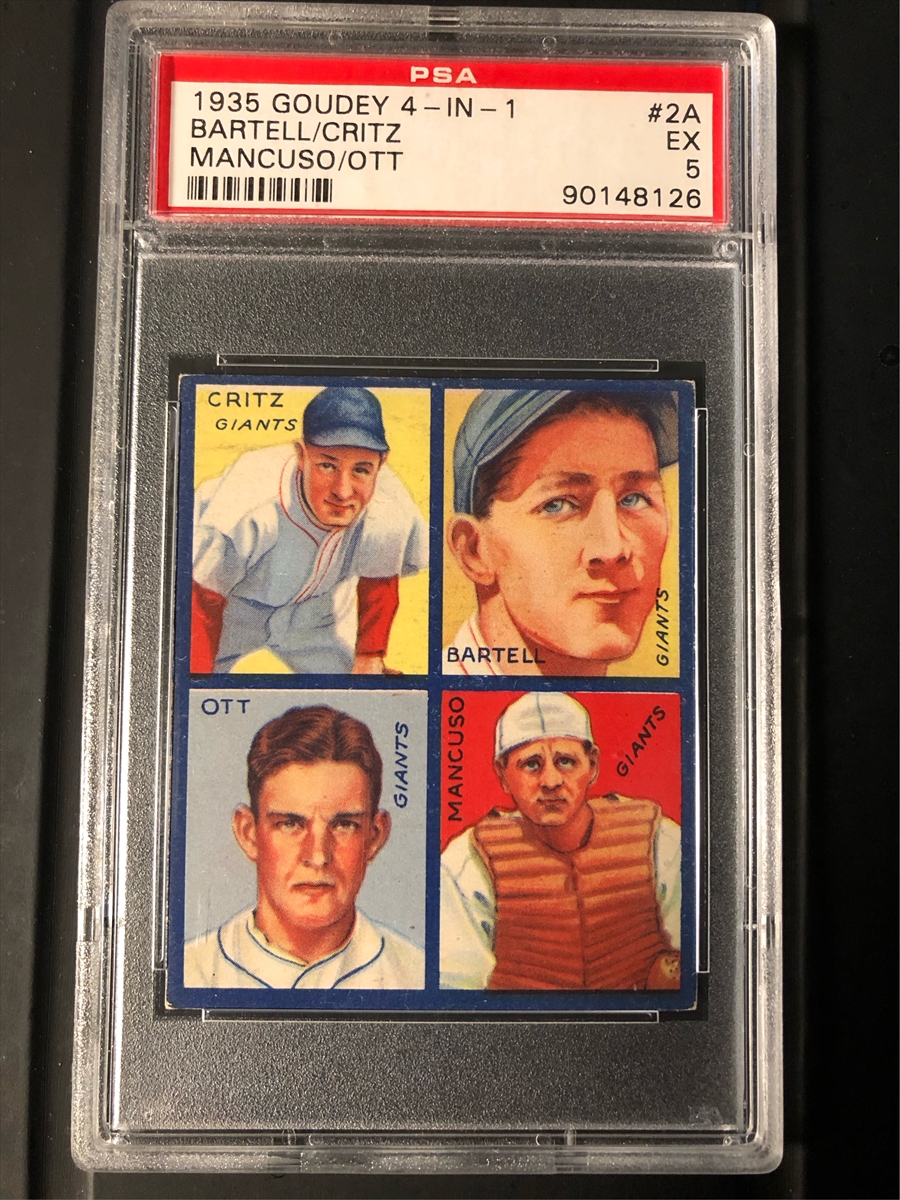 PSA
1935 GOUDEY 4-IN-1 #2A
BARTELL/CRITZ EX
MANCUSO/OTT 5
90148126
CRITZ
GIANTS
BARTELL
GIANTS
OTT
GIANTS
MANCUSO
GIANTS